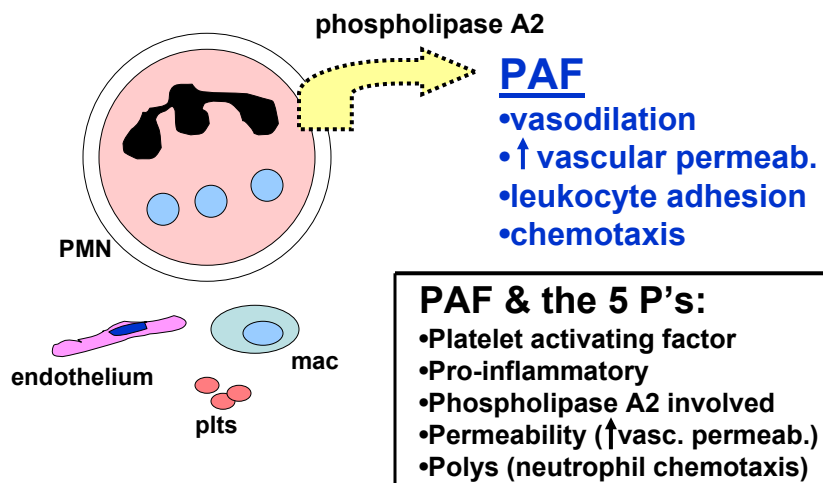 phospholipase A2
PAF
•vasodilation
•↑ vascular permeab.
•leukocyte adhesion
•chemotaxis
PMN
endothelium
mac
plts
PAF & the 5 P's:
•Platelet activating factor
•Pro-inflammatory
•Phospholipase A2 involved
•Permeability (↑vasc. permeab.)
•Polys (neutrophil chemotaxis)